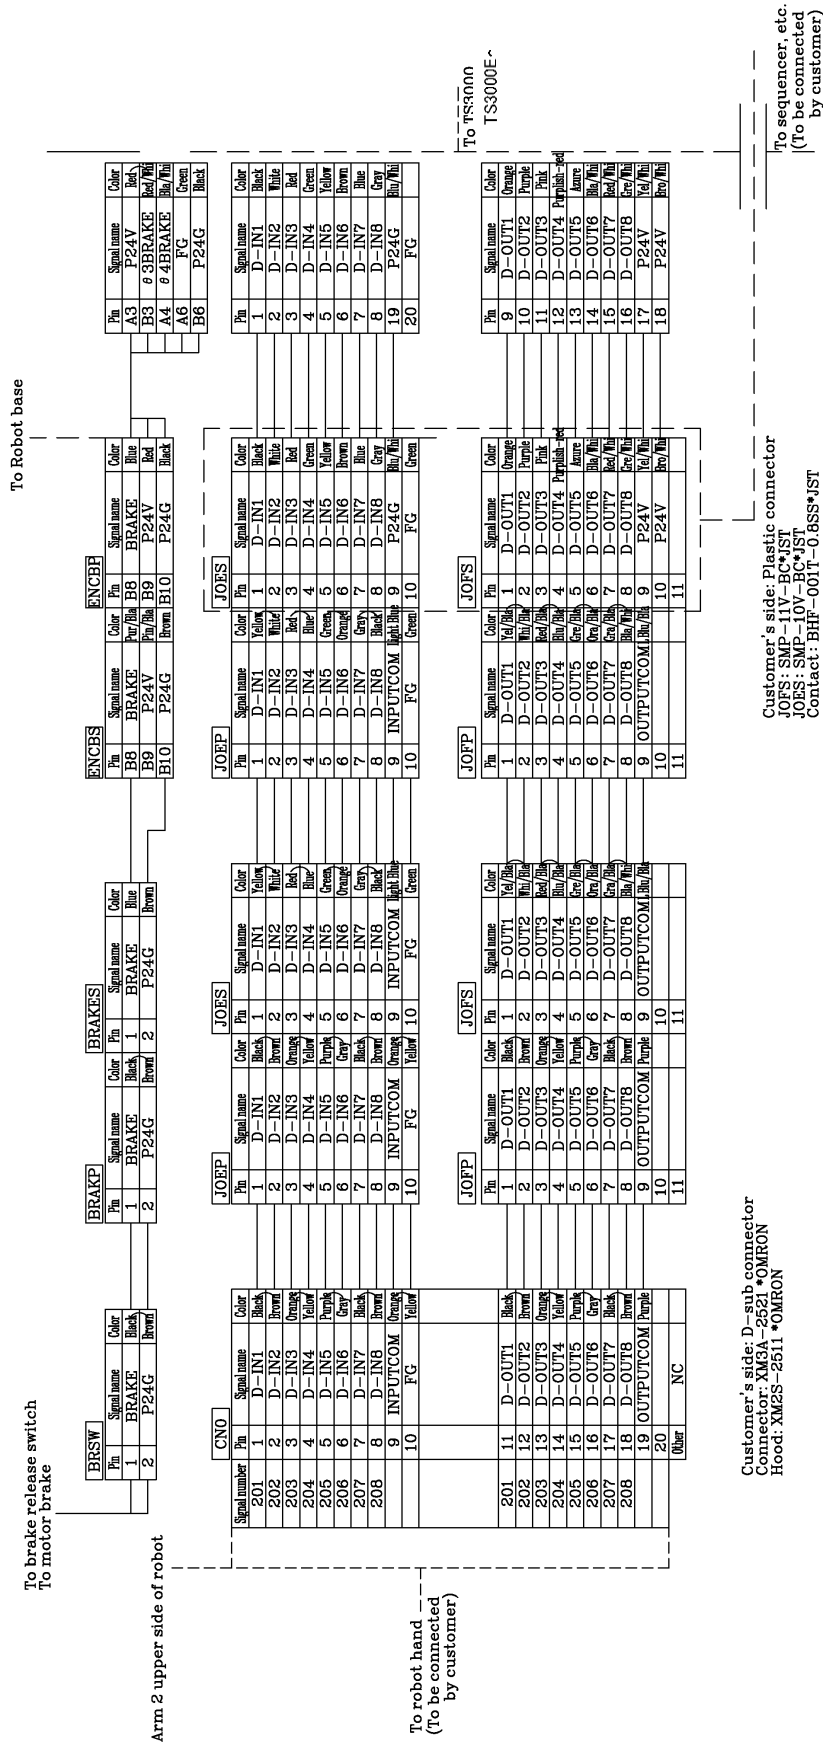 To brake release switch
To motor brake
Arm 2 upper side of robot
To robot hand
(To be connected
by customer)
BRSW
Pin Signal name Color
1 BRAKE Black
2 P24G Brown
BRAKP
Pin Signal name Color
1 BRAKE Black
2 P24G Brown
BRAKES
Pin Signal name Color
1 BRAKE Blue
2 P24G Brown
ENCBS
Pin Signal name Color
B8 BRAKE Pur/Bla
B9 P24V Pin/Bla
B10 P24G Brown
ENCBP
Pin Signal name Color
B8 BRAKE Blue
B9 P24V Red
B10 P24G Black
To Robot base
Pin Signal name Color
A3 P24V Red
B3 θ3BRAKE Red/Whi
A4 θ4BRAKE Bla/Whi
A6 FG Green
B6 P24G Black
CN0
Signal number Pin Signal name Color
201 1 D-IN1 Black
202 2 D-IN2 Brown
203 3 D-IN3 Orange
204 4 D-IN4 Yellow
205 5 D-IN5 Purple
206 6 D-IN6 Gray
207 7 D-IN7 Black
208 8 D-IN8 Brown
9 INPUTCOM Orange
10 FG Yellow
201 11 D-OUT1 Black
202 12 D-OUT2 Brown
203 13 D-OUT3 Orange
204 14 D-OUT4 Yellow
205 15 D-OUT5 Purple
206 16 D-OUT6 Gray
207 17 D-OUT7 Black
208 18 D-OUT8 Brown
19 OUTPUTCOM Purple
20
Other NC
JOEP
Pin Signal name Color
1 D-IN1 Black
2 D-IN2 Brown
3 D-IN3 Orange
4 D-IN4 Yellow
5 D-IN5 Purple
6 D-IN6 Gray
7 D-IN7 Black
8 D-IN8 Brown
9 INPUTCOM Orange
10 FG Yellow
JOES
Pin Signal name Color
1 D-IN1 Yellow
2 D-IN2 White
3 D-IN3 Red
4 D-IN4 Blue
5 D-IN5 Green
6 D-IN6 Orange
7 D-IN7 Gray
8 D-IN8 Black
9 INPUTCOM Light Blue
10 FG Green
JOEP
Pin Signal name Color
1 D-IN1 Yellow
2 D-IN2 White
3 D-IN3 Red
4 D-IN4 Blue
5 D-IN5 Green
6 D-IN6 Orange
7 D-IN7 Gray
8 D-IN8 Black
9 INPUTCOM Light Blue
10 FG Green
JOES
Pin Signal name Color
1 D-IN1 Black
2 D-IN2 White
3 D-IN3 Red
4 D-IN4 Green
5 D-IN5 Yellow
6 D-IN6 Brown
7 D-IN7 Blue
8 D-IN8 Gray
9 P24G Blu/Whi
10 FG Green
Pin Signal name Color
1 D-IN1 Black
2 D-IN2 White
3 D-IN3 Red
4 D-IN4 Green
5 D-IN5 Yellow
6 D-IN6 Brown
7 D-IN7 Blue
8 D-IN8 Gray
19 P24G Blu/Whi
20 FG
To TS3000
TS3000E
JOFP
Pin Signal name Color
1 D-OUT1 Black
2 D-OUT2 Brown
3 D-OUT3 Orange
4 D-OUT4 Yellow
5 D-OUT5 Purple
6 D-OUT6 Gray
7 D-OUT7 Black
8 D-OUT8 Brown
9 OUTPUTCOM Purple
10
11
JOFS
Pin Signal name Color
1 D-OUT1 Yel/Bla
2 D-OUT2 Whi/Bla
3 D-OUT3 Red/Bla
4 D-OUT4 Blu/Bla
5 D-OUT5 Gre/Bla
6 D-OUT6 Ora/Bla
7 D-OUT7 Gra/Bla
8 D-OUT8 Bla/Whi
9 OUTPUTCOM L.Blu/Bla
10
11
JOFP
Pin Signal name Color
1 D-OUT1 Yel/Bla
2 D-OUT2 Whi/Bla
3 D-OUT3 Red/Bla
4 D-OUT4 Blu/Bla
5 D-OUT5 Gre/Bla
6 D-OUT6 Ora/Bla
7 D-OUT7 Gra/Bla
8 D-OUT8 Bla/Whi
9 OUTPUTCOM L.Blu/Bla
10
11
JOFS
Pin Signal name Color
1 D-OUT1 Orange
2 D-OUT2 Purple
3 D-OUT3 Pink
4 D-OUT4 Purplish-red
5 D-OUT5 Azure
6 D-OUT6 Bla/Whi
7 D-OUT7 Red/Whi
8 D-OUT8 Gre/Whi
9 P24V Yel/Whi
10 P24V Bro/Whi
11
Pin Signal name Color
9 D-OUT1 Orange
10 D-OUT2 Purple
11 D-OUT3 Pink
12 D-OUT4 Purplish-red
13 D-OUT5 Azure
14 D-OUT6 Bla/Whi
15 D-OUT7 Red/Whi
16 D-OUT8 Gre/Whi
17 P24V Yel/Whi
18 P24V Bro/Whi
Customer's side: D-sub connector
Connector: XM3A-2521 *OMRON
Hood: XM2S-2511 *OMRON
Customer's side: Plastic connector
JOFS: SMP-11V-BC*JST
JOES: SMP-10V-BC*JST
Contact: BHF-001T-0.8SS*JST
To sequencer, etc.
(To be connected
by customer)